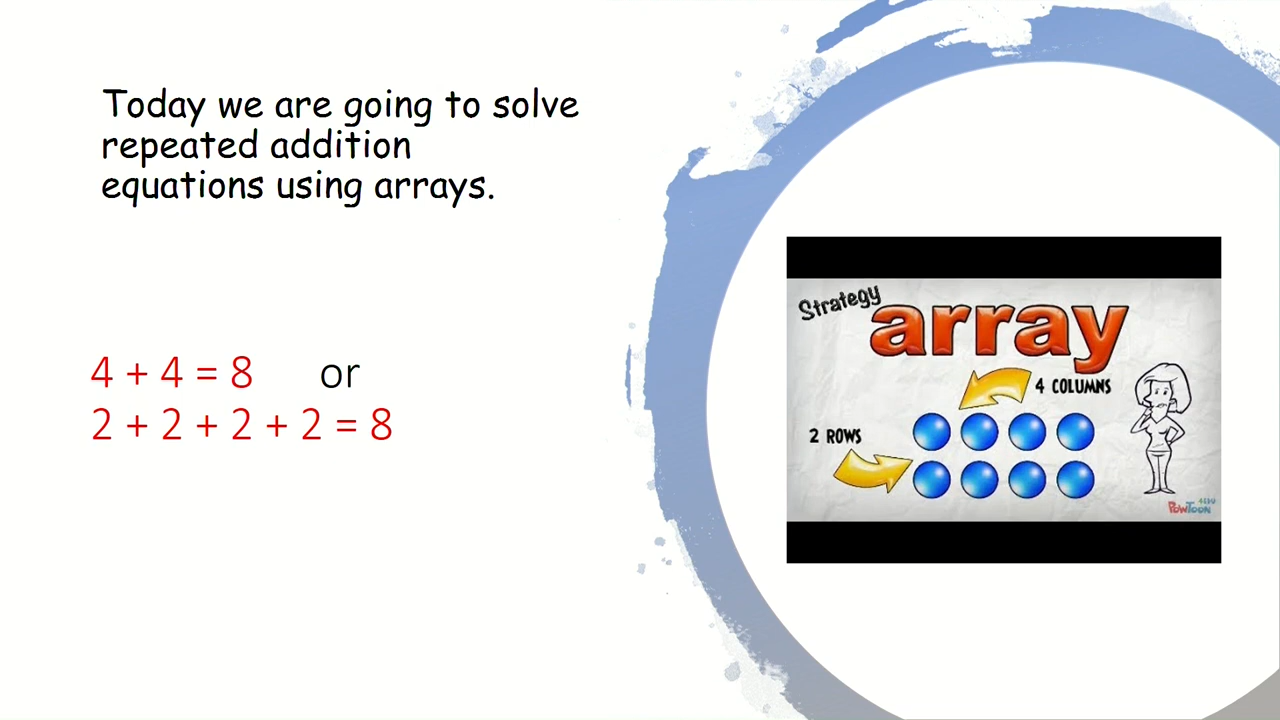 Today we are going to solve
repeated addition
equations using arrays.
4 + 4 = 8 or
2 + 2 + 2 + 2 = 8
Strategy
array
4 COLUMNS
2 ROWS
4EDU
POWTOON